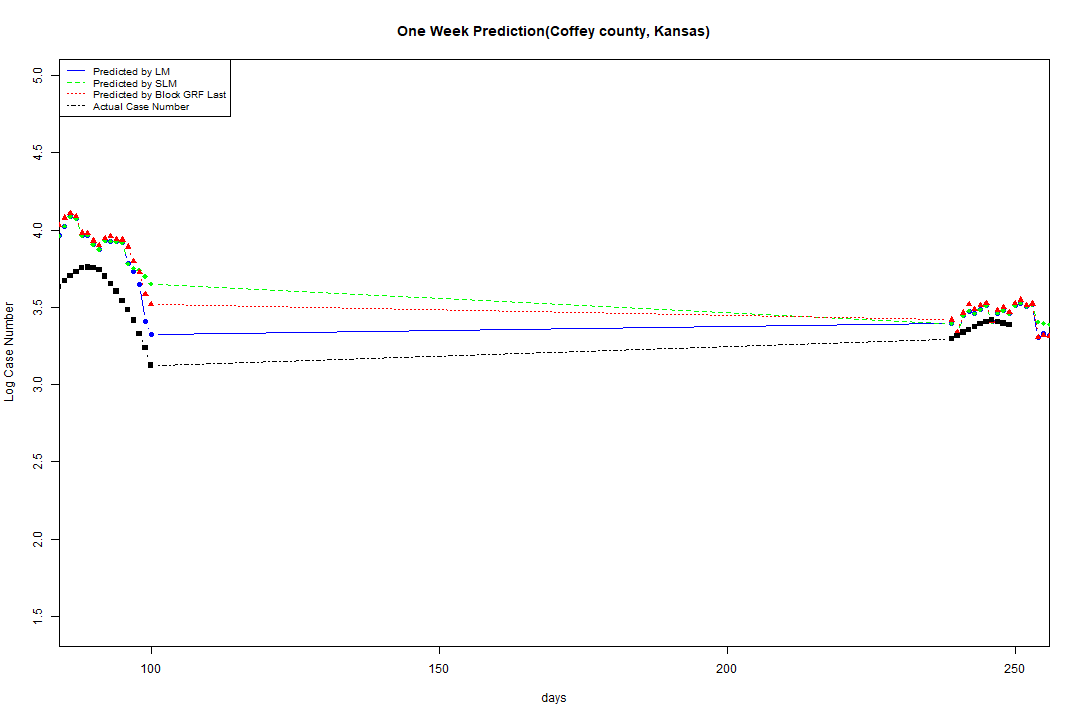 One Week Prediction(Coffey county, Kansas)
Predicted by LM
Predicted by SLM
Predicted by Block GRF Last
Actual Case Number
5.0
4.5
4.0
3.5
3.0
2.5
2.0
1.5
Log Case Number
100
150
200
250
days